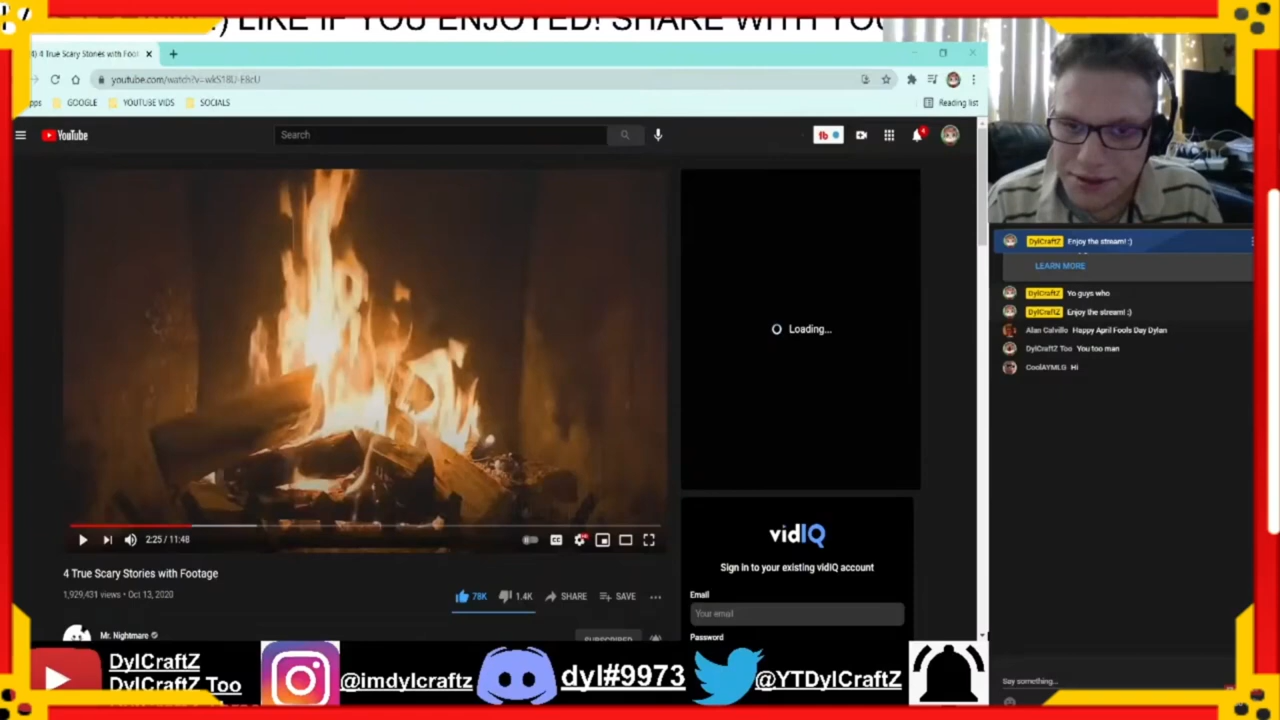 ) LIKE IF YOU ENJOYED! SHARE WITH YOU
4 True Scary Stories with Foot
youtube.com/watch?v=wkS18U-E8cU
GOOGLE
YOUTUBE VIDS
SOCIALS
Reading list
YouTube
Search
1b
Loading...
DylCraftZ Enjoy the stream! :)
LEARN MORE
DylCraftZ Yo guys who
DylCraftZ Enjoy the stream! :)
Alan Calvillo Happy April Fools Day Dylan
DylCraftZ Too You too man
CoolAYMLG Hi
CC
2:25 / 11:48
vidIQ
Sign in to your existing vidIQ account
4 True Scary Stories with Footage
1,929,431 views • Oct 13, 2020
78K
1.4K
SHARE
SAVE
Email
Your email
Password
Mr. Nightmare
SUBSCRIBED
DylCraftZ
DylCraftZ Too
@imdylcraftz
dyl#9973
@YTDylCraftZ
Say something...